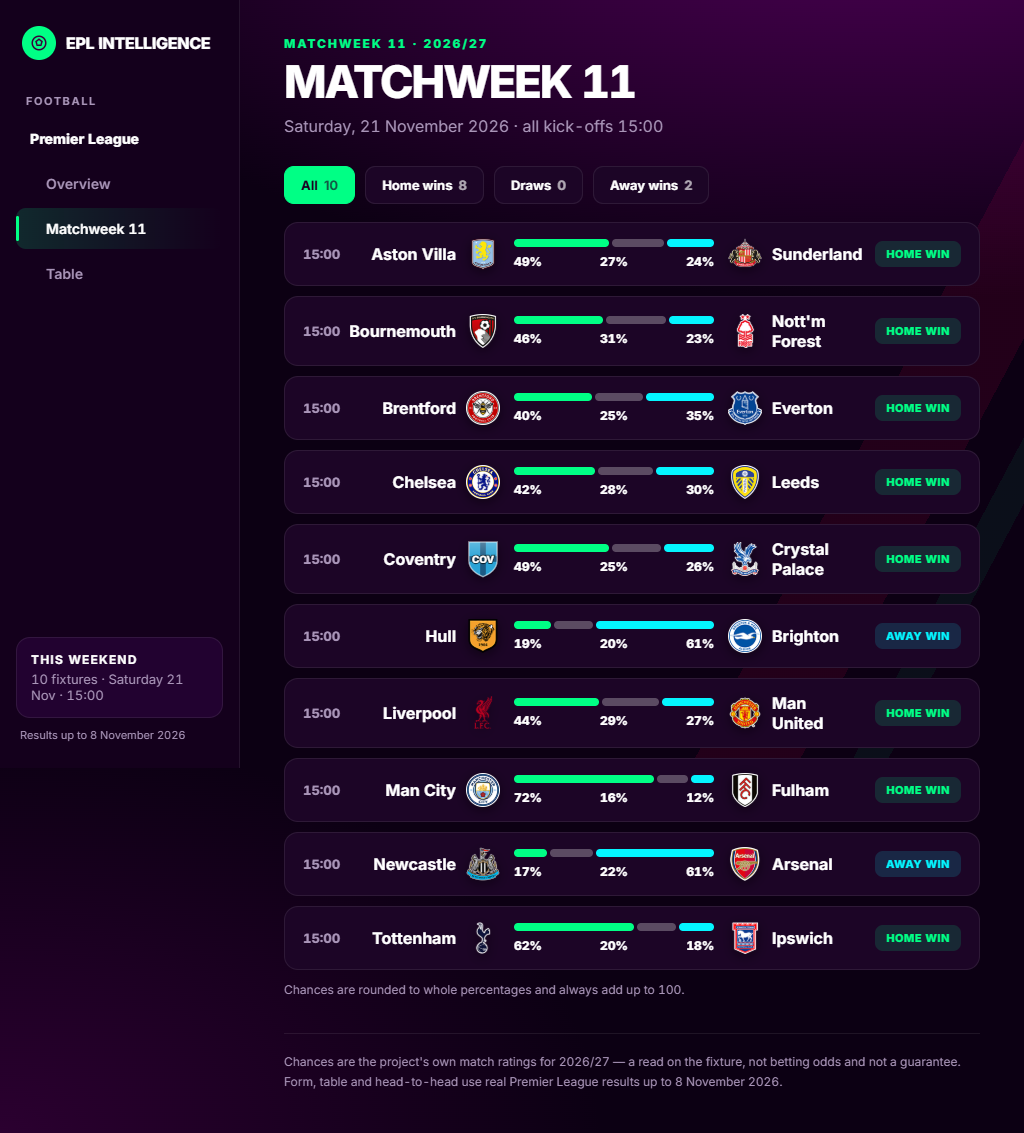 EPL INTELLIGENCE
FOOTBALL
Premier League
Overview
Matchweek 11
Table
THIS WEEKEND
10 fixtures · Saturday 21
Nov · 15:00
Results up to 8 November 2026
MATCHWEEK 11 · 2026/27
MATCHWEEK 11
Saturday, 21 November 2026 · all kick-offs 15:00
All 10 Home wins 8 Draws 0 Away wins 2
15:00 Aston Villa Sunderland HOME WIN
49% 27% 24%
15:00 Bournemouth Nott'm Forest HOME WIN
46% 31% 23%
15:00 Brentford Everton HOME WIN
40% 25% 35%
15:00 Chelsea Leeds HOME WIN
42% 28% 30%
15:00 Coventry COV Crystal Palace HOME WIN
49% 25% 26%
15:00 Hull Brighton AWAY WIN
19% 20% 61%
15:00 Liverpool LFC Man United HOME WIN
44% 29% 27%
15:00 Man City Fulham HOME WIN
72% 16% 12%
15:00 Newcastle Arsenal Arsenal AWAY WIN
17% 22% 61%
15:00 Tottenham Ipswich HOME WIN
62% 20% 18%
Chances are rounded to whole percentages and always add up to 100.
Chances are the project's own match ratings for 2026/27 — a read on the fixture, not betting odds and not a guarantee.
Form, table and head-to-head use real Premier League results up to 8 November 2026.